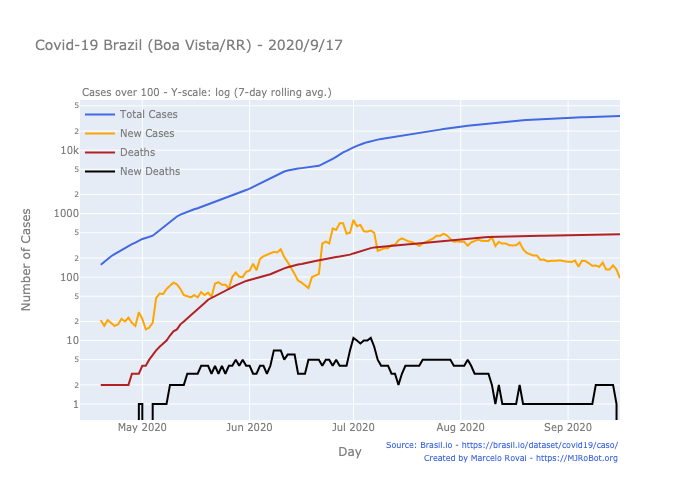 Covid-19 Brazil (Boa Vista/RR) - 2020/9/17
Cases over 100 - Y-scale: log (7-day rolling avg.)
Total Cases
New Cases
Deaths
New Deaths
Number of Cases
5
2
10k
5
2
1000
5
2
100
5
2
10
5
2
1
May 2020
Jun 2020
Jul 2020
Aug 2020
Sep 2020
Day
Source: Brasil.io - https://brasil.io/dataset/covid19/caso/
Created by Marcelo Rovai - https://MJRoBot.org